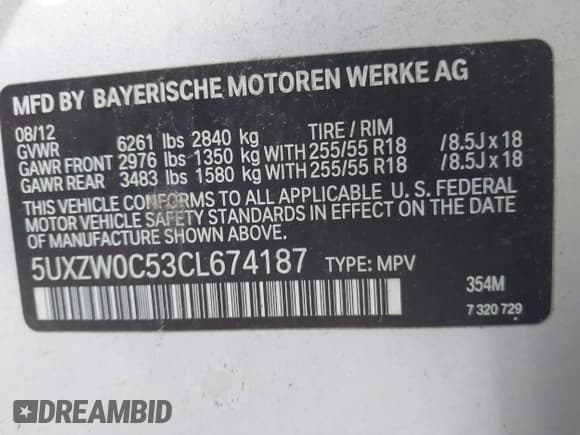 MFD BY BAYERISCHE MOTOREN WERKE AG
08/12
GVWR 6261 lbs 2840 kg TIRE / RIM
GAWR FRONT 2976 lbs 1350 kg WITH 255/55 R18 /8.5J x 18
GAWR REAR 3483 lbs 1580 kg WITH 255/55 R18 /8.5J x 18
THIS VEHICLE CONFORMS TO ALL APPLICABLE U. S. FEDERAL
MOTOR VEHICLE SAFETY STANDARDS IN EFFECT ON THE DATE
OF MANUFACTURE SHOWN ABOVE.
5UXZW0C53CL674187 TYPE: MPV
354M
7 320 729
DREAMBID